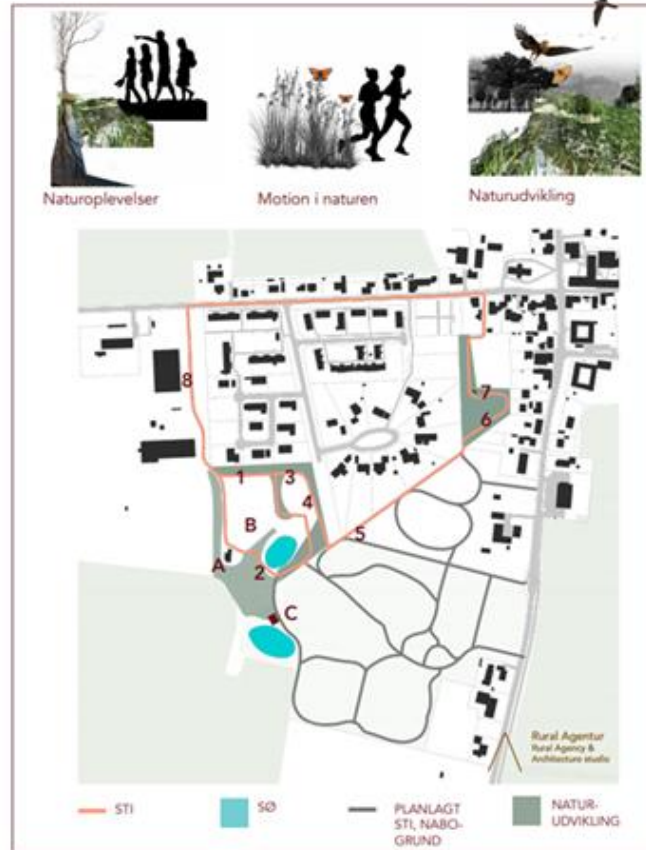 Naturoplevelser
Motion i naturen
Naturudvikling
8
7
6
1
3
4
B
5
A
2
C
Rural Agentur
Rural Agency &
Architecture studio
STI
SØ
PLANLAGT
STI, NABO-
GRUND
NATUR-
UDVIKLING